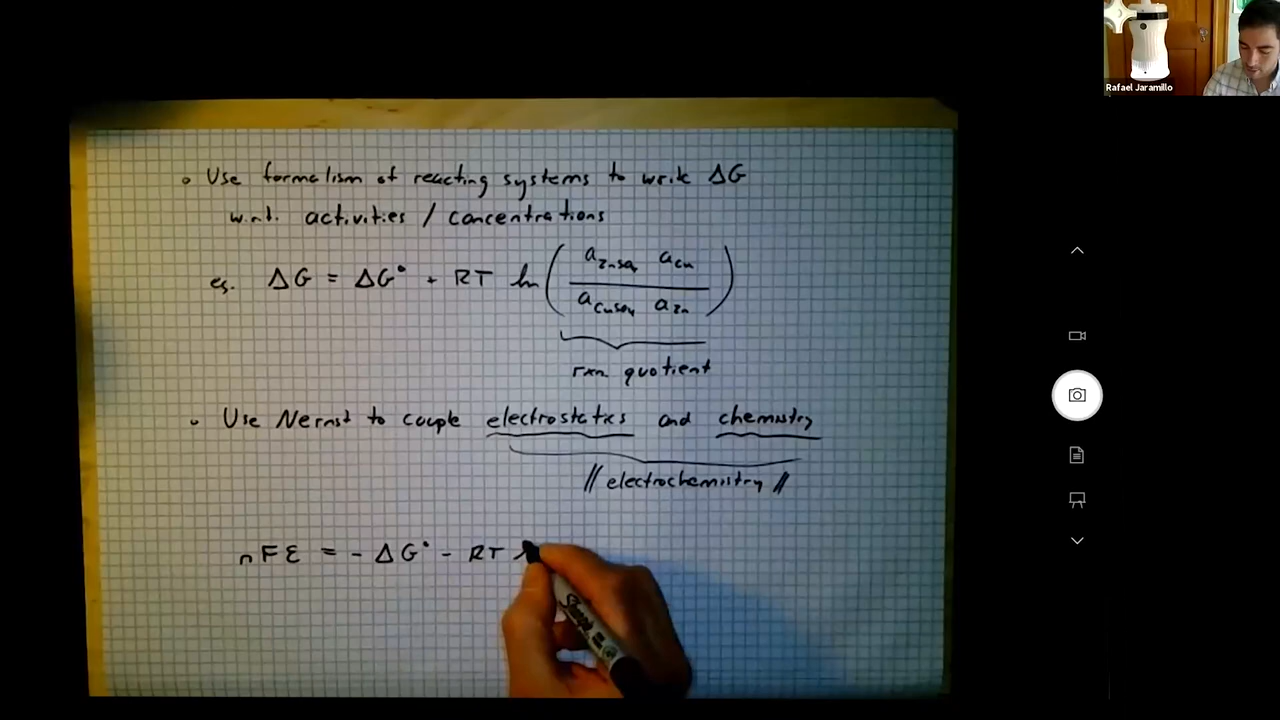 Rafael Jaramillo
• Use formalism of reacting systems to write ΔG
w.r.t. activities / concentrations
eg. ΔG = ΔG° + RT ln ( a_ZnSO₄ a_Cu / a_CuSO₄ a_Zn )
rxn quotient
• Use Nernst to couple electrostatics and chemistry
// electrochemistry //
nFE = - ΔG° - RT
Sharpie